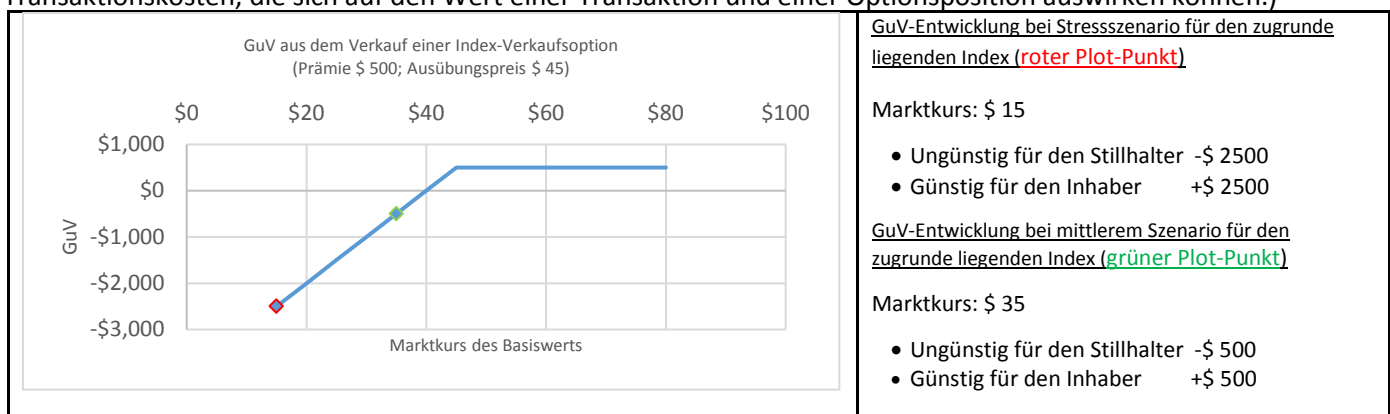 Transaktionskosten, die sich auf den Wert einer Transaktion und einer Optionsposition auswirken können.)
GuV aus dem Verkauf einer Index-Verkaufsoption
(Prämie $ 500; Ausübungspreis $ 45)
$0 $20 $40 $60 $80 $100
$1,000
$0
-$1,000
-$2,000
-$3,000
GuV
Marktkurs des Basiswerts
GuV-Entwicklung bei Stressszenario für den zugrunde
liegenden Index (roter Plot-Punkt)
Marktkurs: $ 15
• Ungünstig für den Stillhalter -$ 2500
• Günstig für den Inhaber +$ 2500
GuV-Entwicklung bei mittlerem Szenario für den
zugrunde liegenden Index (grüner Plot-Punkt)
Marktkurs: $ 35
• Ungünstig für den Stillhalter -$ 500
• Günstig für den Inhaber +$ 500